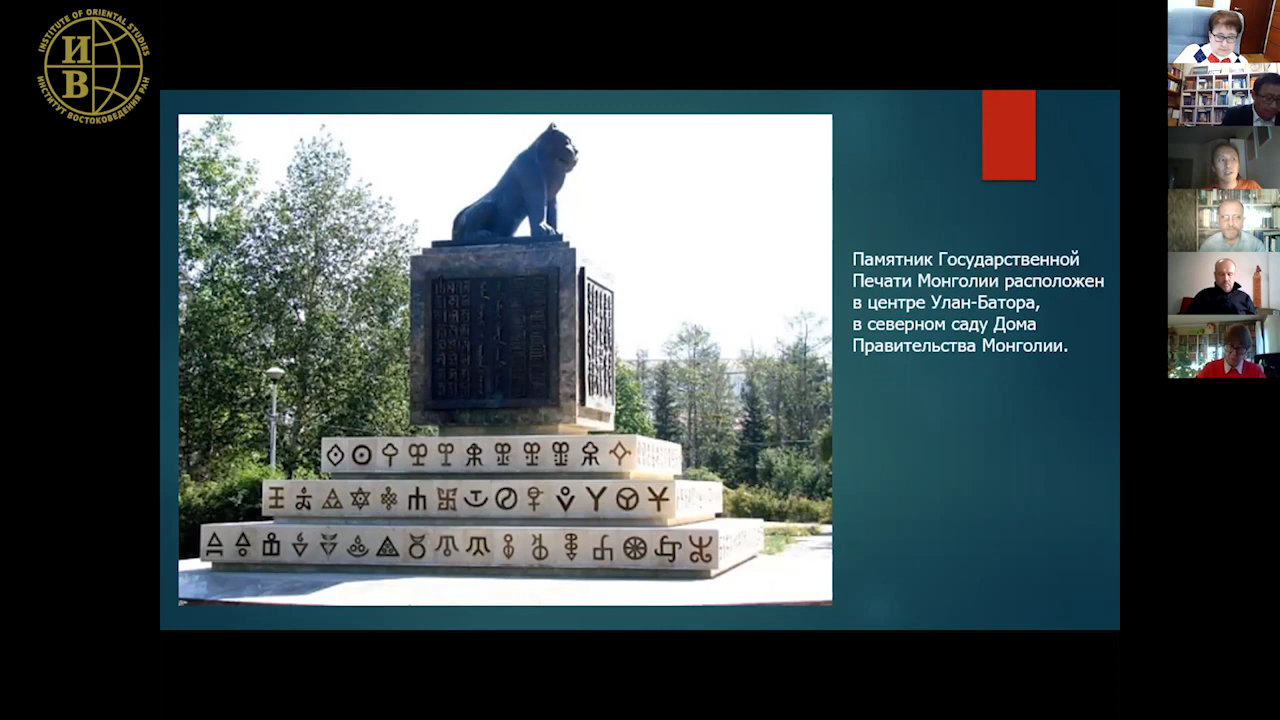 INSTITUTE OF ORIENTAL STUDIES
ИВ
ИНСТИТУТ ВОСТОКОВЕДЕНИЯ РАН
Памятник Государственной
Печати Монголии расположен
в центре Улан-Батора,
в северном саду Дома
Правительства Монголии.